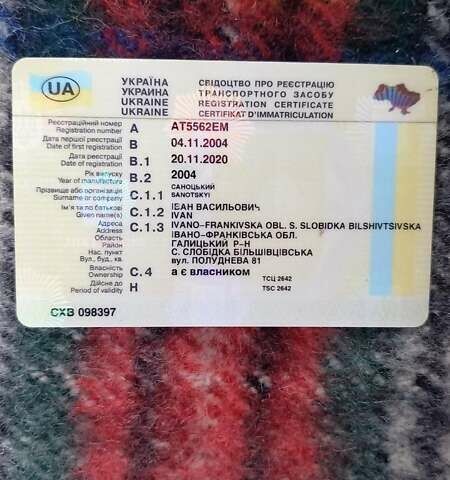 UA
УКРАЇНА СВІДОЦТВО ПРО РЕЄСТРАЦІЮ
УКРАИНА ТРАНСПОРТНОГО ЗАСОБУ
UKRAINE REGISTRATION CERTIFICATE
UKRAINE CERTIFIKAT D'IMMATRICULATION
Реєстраційний номер
Registration number A AT5562EM
Дата першої реєстрації
Date of first registration B 04.11.2004
Дата реєстрації
Date of registration B.1 20.11.2020
Рік випуску
Year of manufacture B.2 2004
Прізвище або організація САНОЦЬКИЙ
Surname or company C.1.1 SANOTSKYI
Ім'я та по батькові ІВАН ВАСИЛЬОВИЧ
Given name(s) C.1.2 IVAN
Адреса C.1.3 IVANO-FRANKIVSKA OBL. S. SLOBIDKA BILSHIVTSIVSKA
Address
Область ІВАНО-ФРАНКІВСЬКА ОБЛ.
Район ГАЛИЦЬКИЙ Р-Н
Нас. пункт С. СЛОБІДКА БІЛЬШІВЦІВСЬКА
Вул., буд., кв. вул. ПОЛУДНЕВА 81
Власність
Ownership C.4 а є власником ТСЦ 2642
Дійсне до
Period of validity H TSC 2642
СХВ 098397